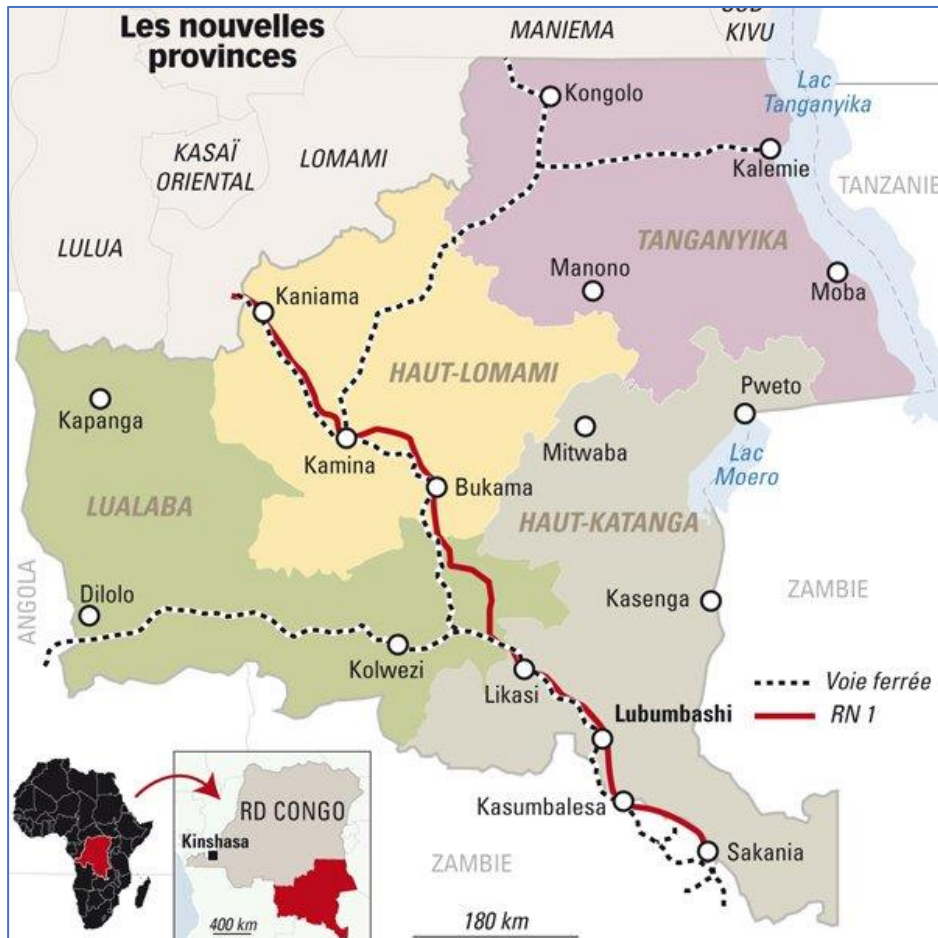 Les nouvelles
provinces
MANIEMA
SUD-
KIVU
Lac
Tanganyika
Kongolo
KASAÏ
ORIENTAL
LOMAMI
Kalemie
TANZANIE
LULUA
TANGANYIKA
Manono
Moba
Kaniama
HAUT-LOMAMI
Pweto
Kapanga
Mitwaba
Kamina
Lac
Moero
Bukama
LUALABA
HAUT-KATANGA
ANGOLA
Dilolo
Kasenga
ZAMBIE
Kolwezi
Likasi
Voie ferrée
Lubumbashi
RN 1
Kasumbalesa
RD CONGO
Kinshasa
ZAMBIE
Sakania
400 km
180 km